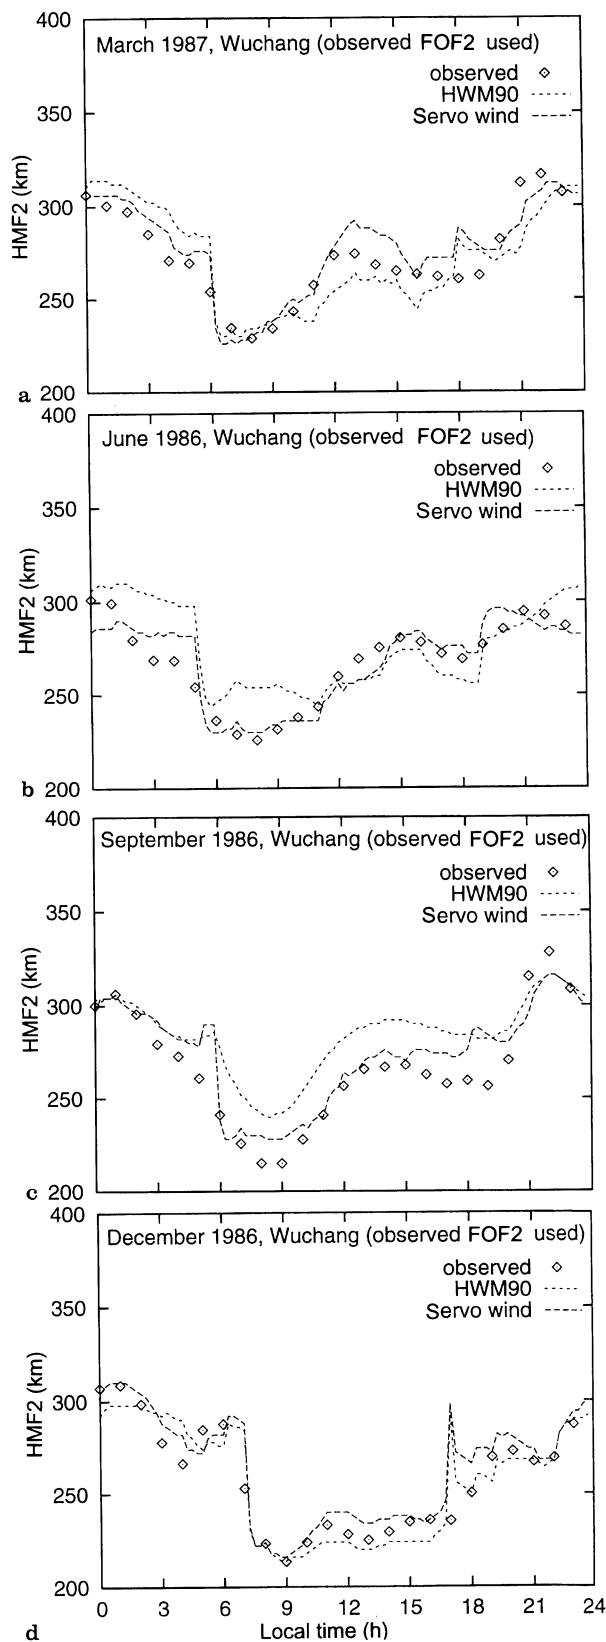 400
March 1987, Wuchang (observed FOF2 used)
observed
HWM90
Servo wind
350
300
250
200
HMF2 (km)
a
400
June 1986, Wuchang (observed FOF2 used)
observed
HWM90
Servo wind
350
300
250
200
HMF2 (km)
b
400
September 1986, Wuchang (observed FOF2 used)
observed
HWM90
Servo wind
350
300
250
200
HMF2 (km)
c
400
December 1986, Wuchang (observed FOF2 used)
observed
HWM90
Servo wind
350
300
250
200
HMF2 (km)
0 3 6 9 12 15 18 21 24
d
Local time (h)